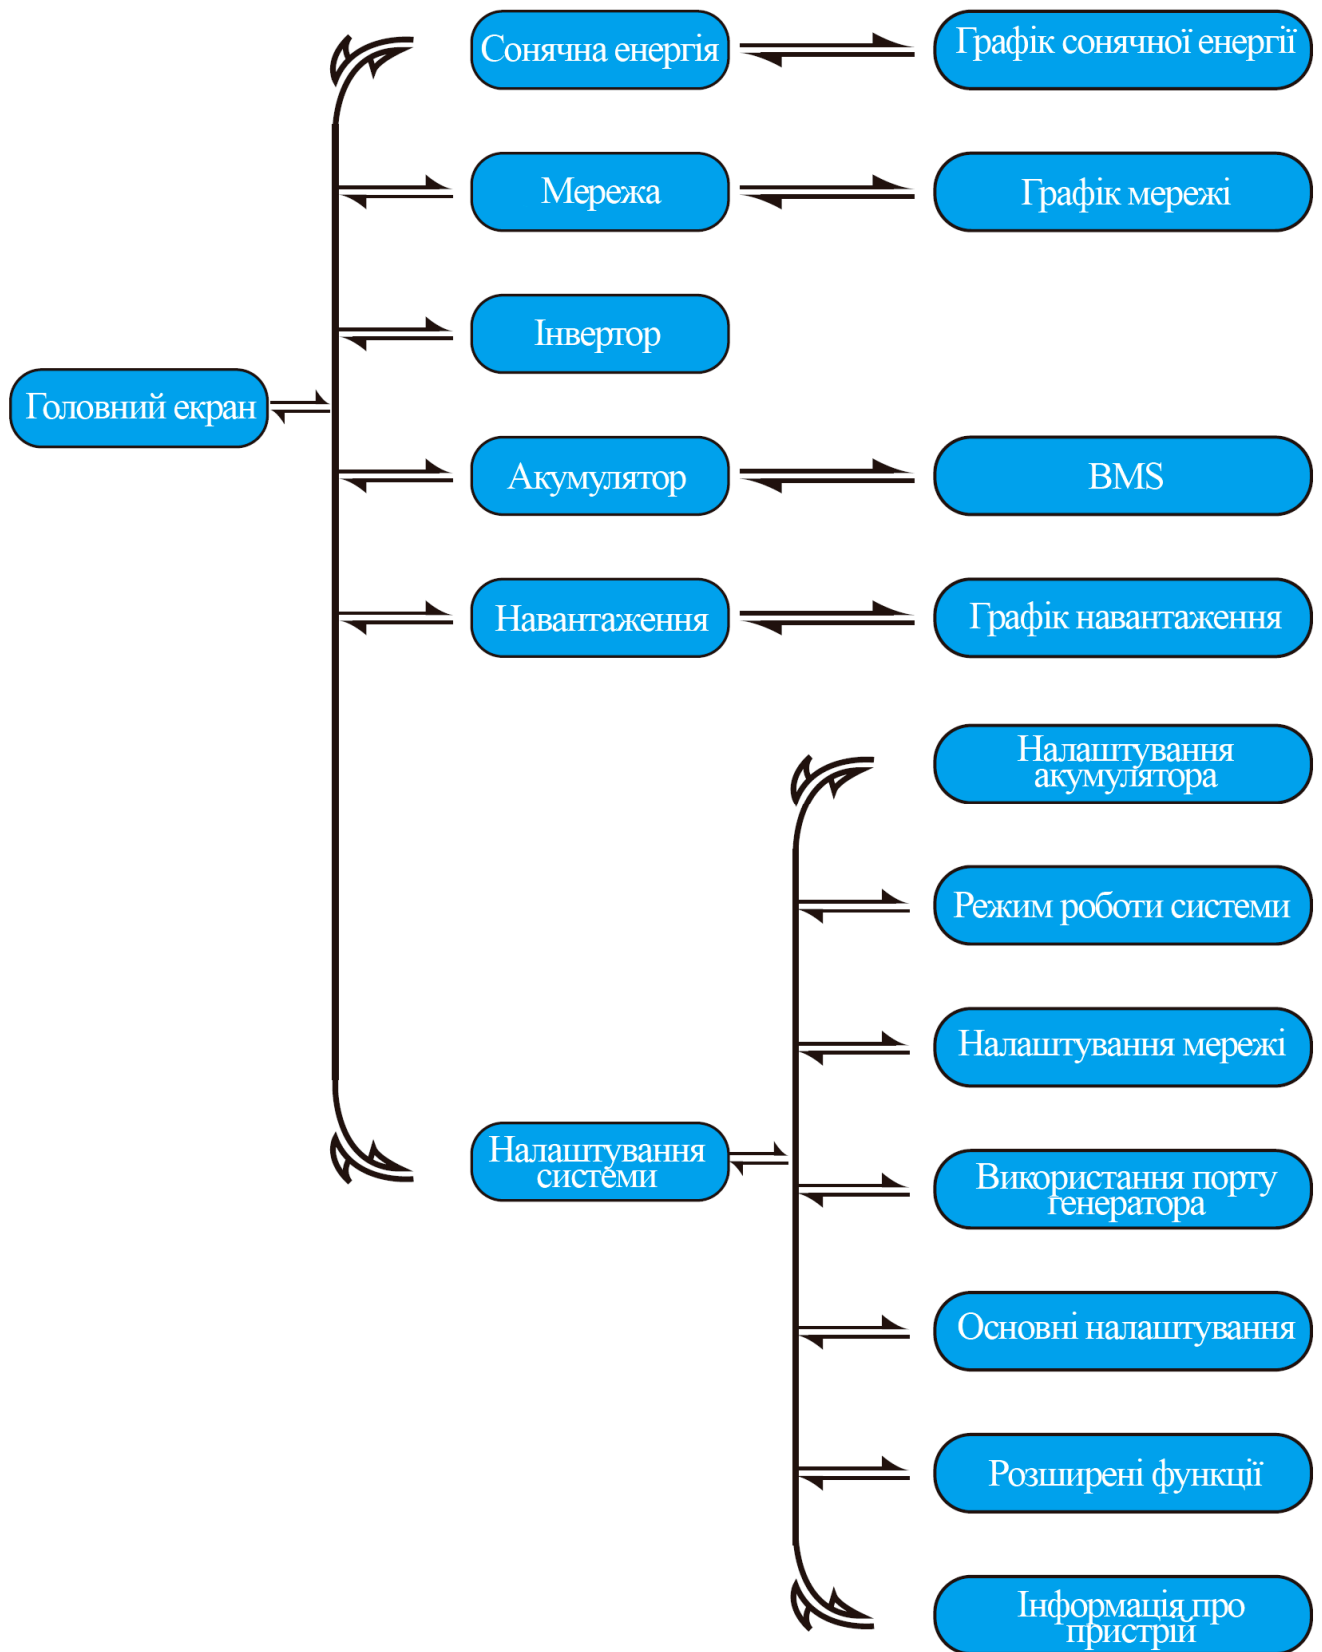 Сонячна енергія
Графік сонячної енергії
Мережа
Графік мережі
Інвертор
Головний екран
Акумулятор
BMS
Навантаження
Графік навантаження
Налаштування
акумулятора
Режим роботи системи
Налаштування мережі
Налаштування
системи
Використання порту
генератора
Основні налаштування
Розширені функції
Інформація про
пристрій